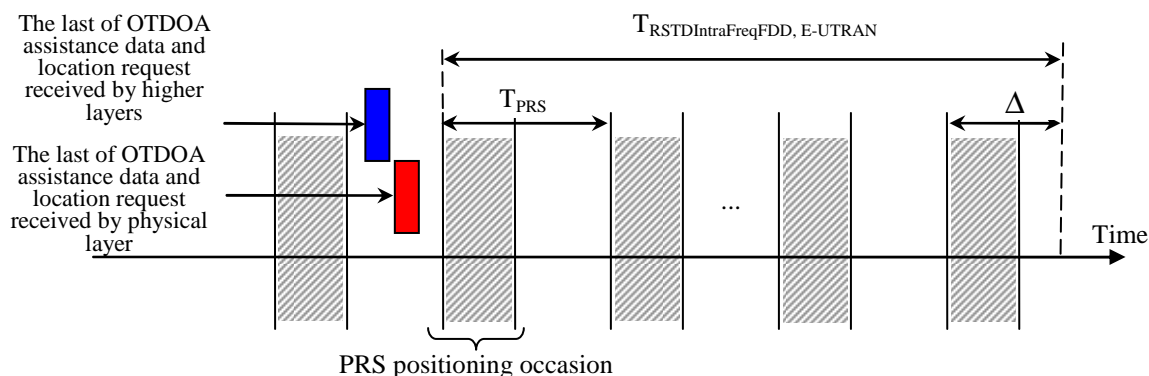 The last of OTDOA
assistance data and
location request
received by higher
layers
The last of OTDOA
assistance data and
location request
received by physical
layer
T_RSTDIntraFreqFDD, E-UTRAN
T_PRS
Δ
...
Time
PRS positioning occasion